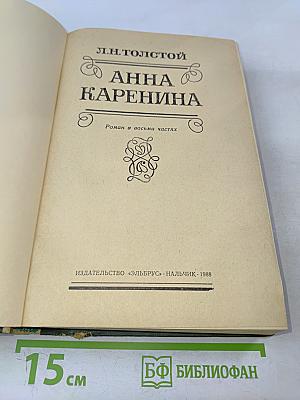 Л.Н.ТОЛСТОЙ
АННА
КАРЕНИНА
Роман в восьми частях
ИЗДАТЕЛЬСТВО «ЭЛЬБРУС» · НАЛЬЧИК · 1988
15 см
БФ БИБЛИОФАН